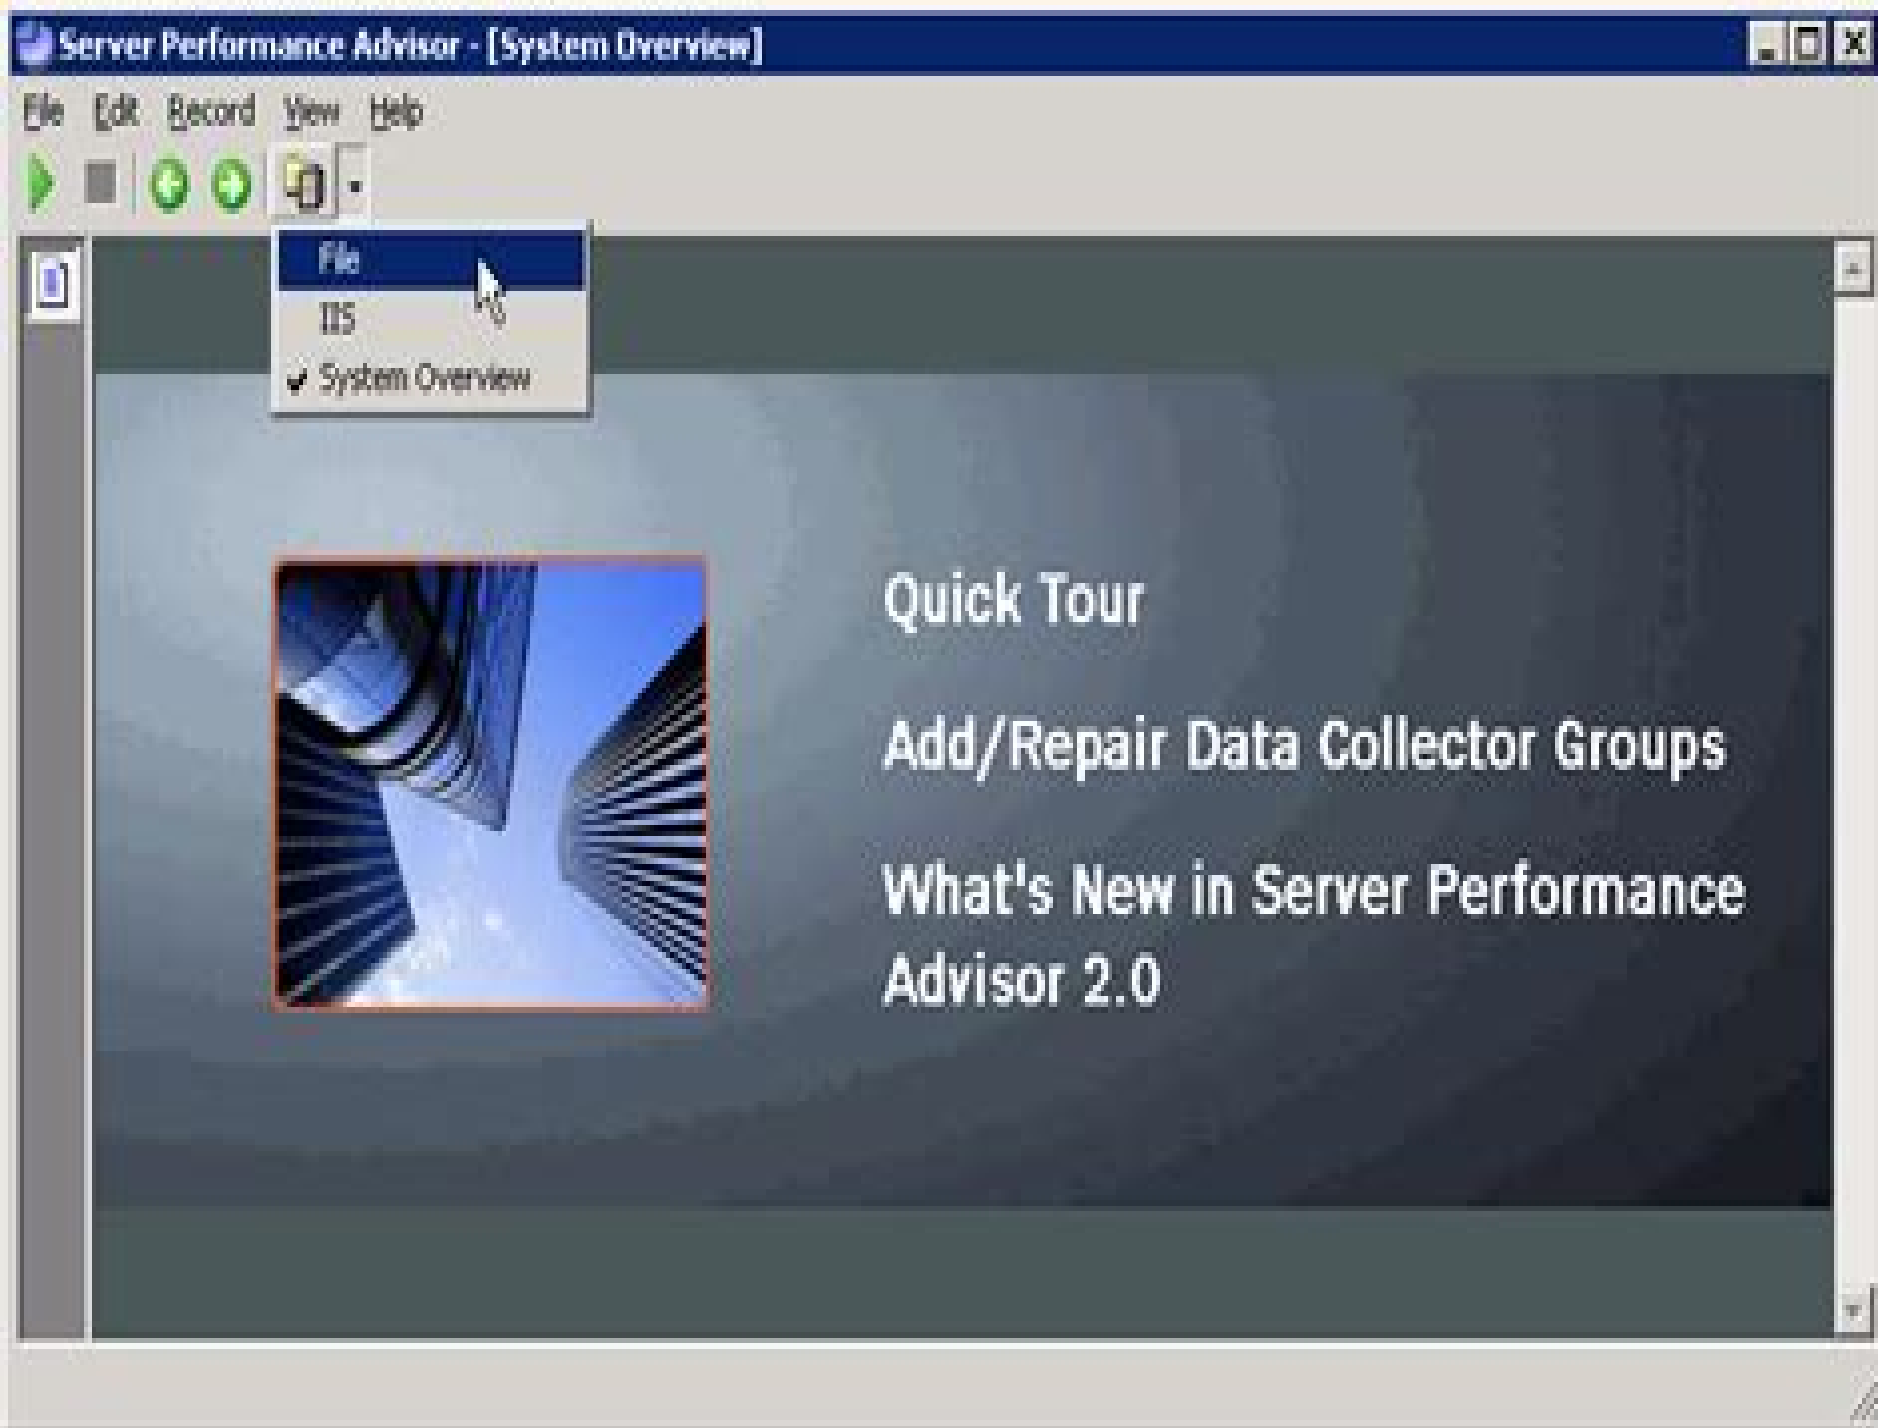 Server Performance Advisor - [System Overview]
File Edit Record View Help
File
IIS
System Overview
Quick Tour
Add/Repair Data Collector Groups
What's New in Server Performance
Advisor 2.0